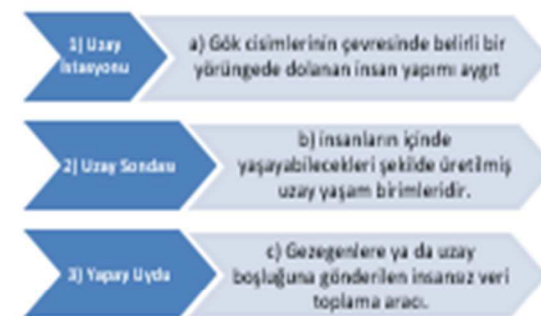 1) Uzay
İstasyonu
a) Gök cisimlerinin çevresinde belirli bir
yörüngede dolanan insan yapımı aygıt
2) Uzay Sondası
b) insanların içinde
yaşayabilecekleri şekilde üretilmiş
uzay yaşam birimleridir.
3) Yapay Uydu
c) Gezegenlere ya da uzay
boşluğuna gönderilen insansız veri
toplama aracı.